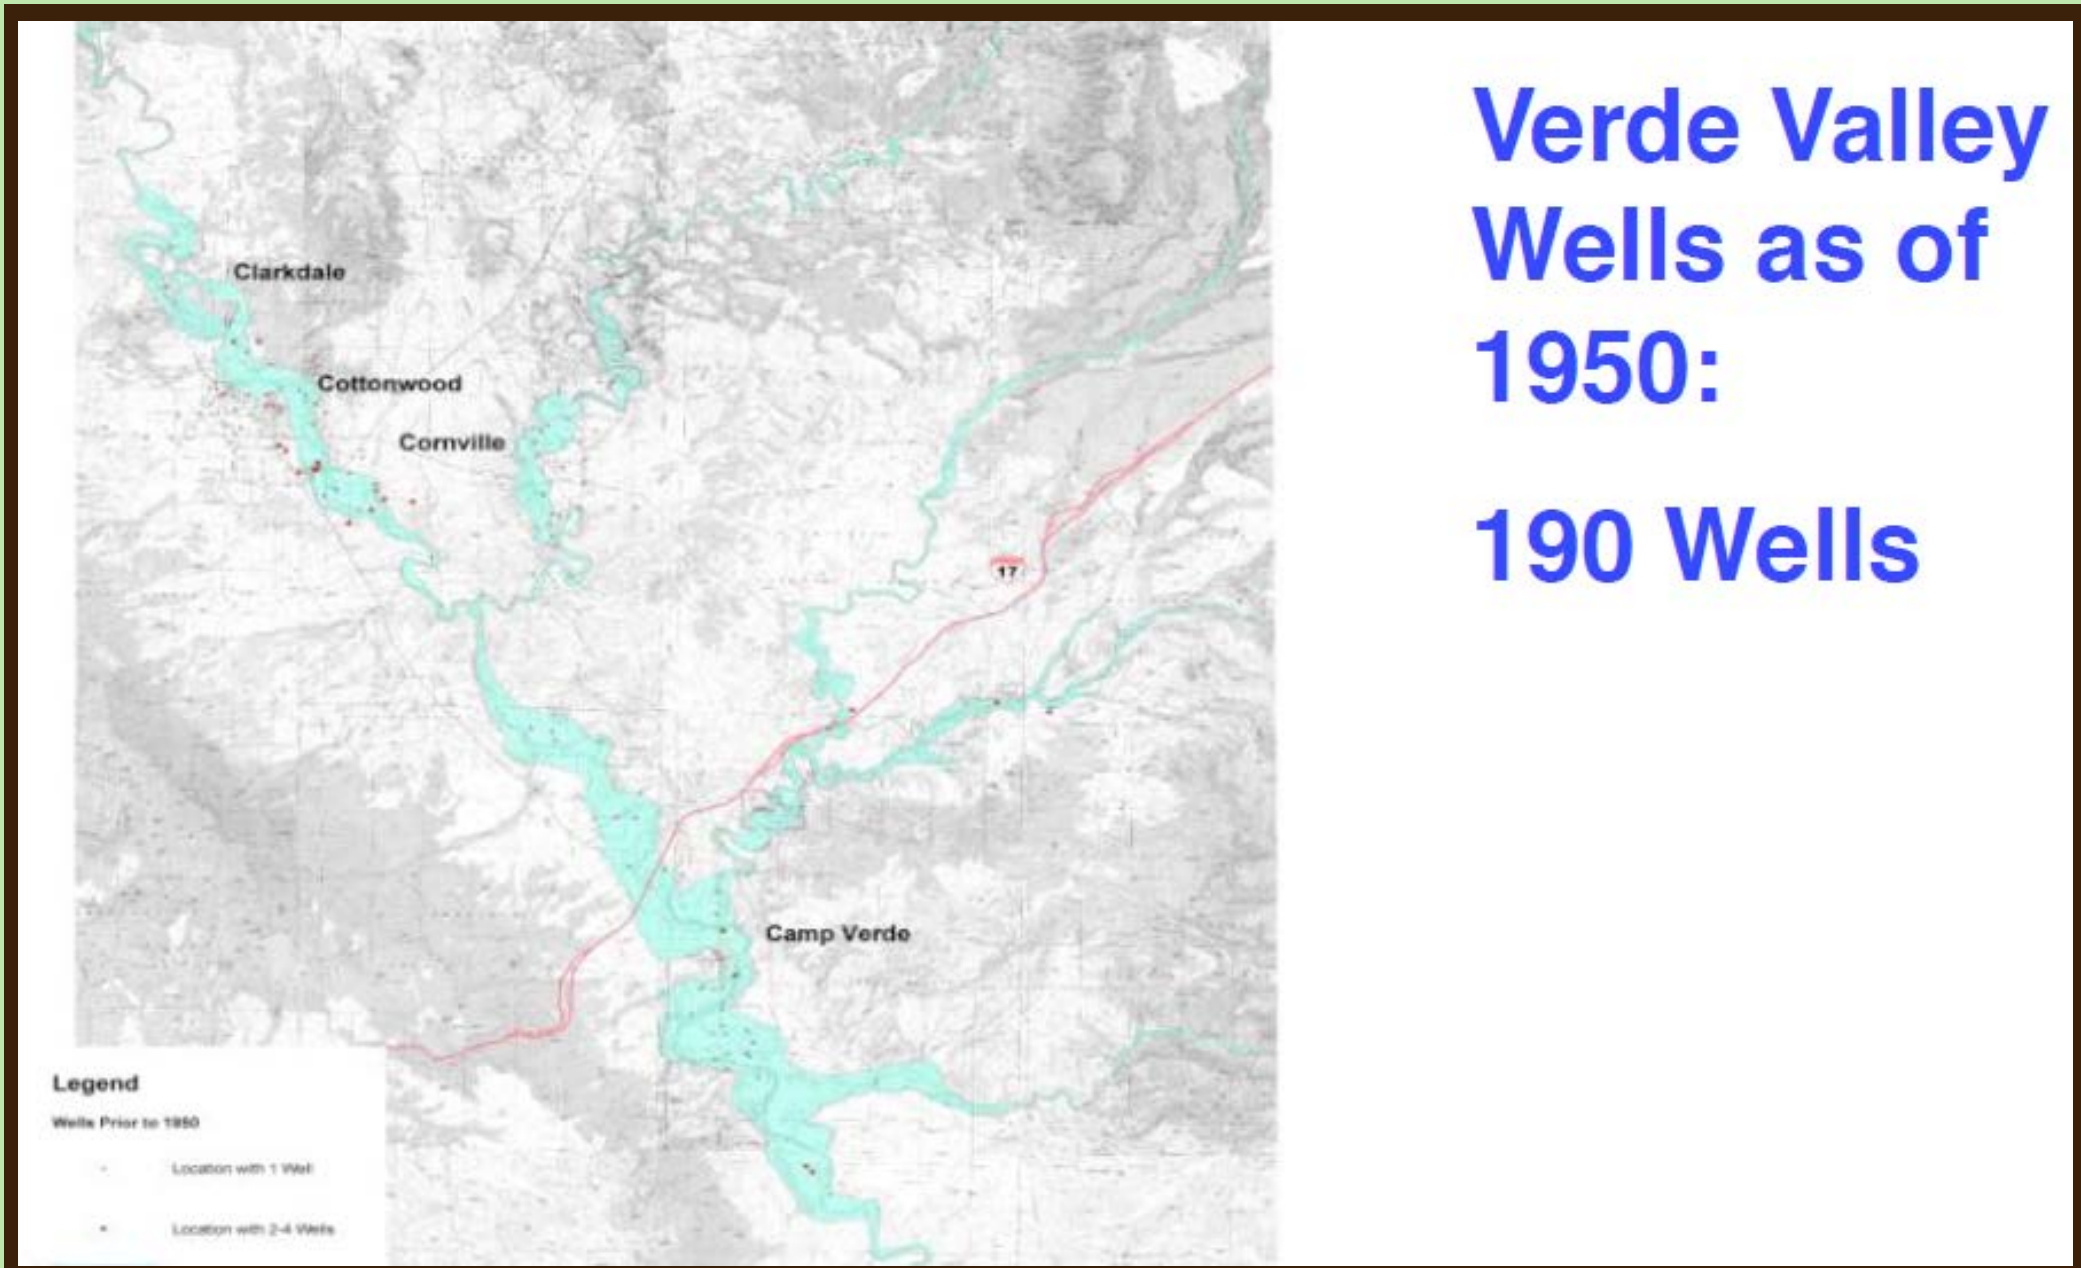 Verde Valley
Wells as of
1950:
190 Wells
Clarkdale
Cottonwood
Cornville
17
Camp Verde
Legend
Wells Prior to 1950
Location with 1 Well
Location with 2-4 Wells